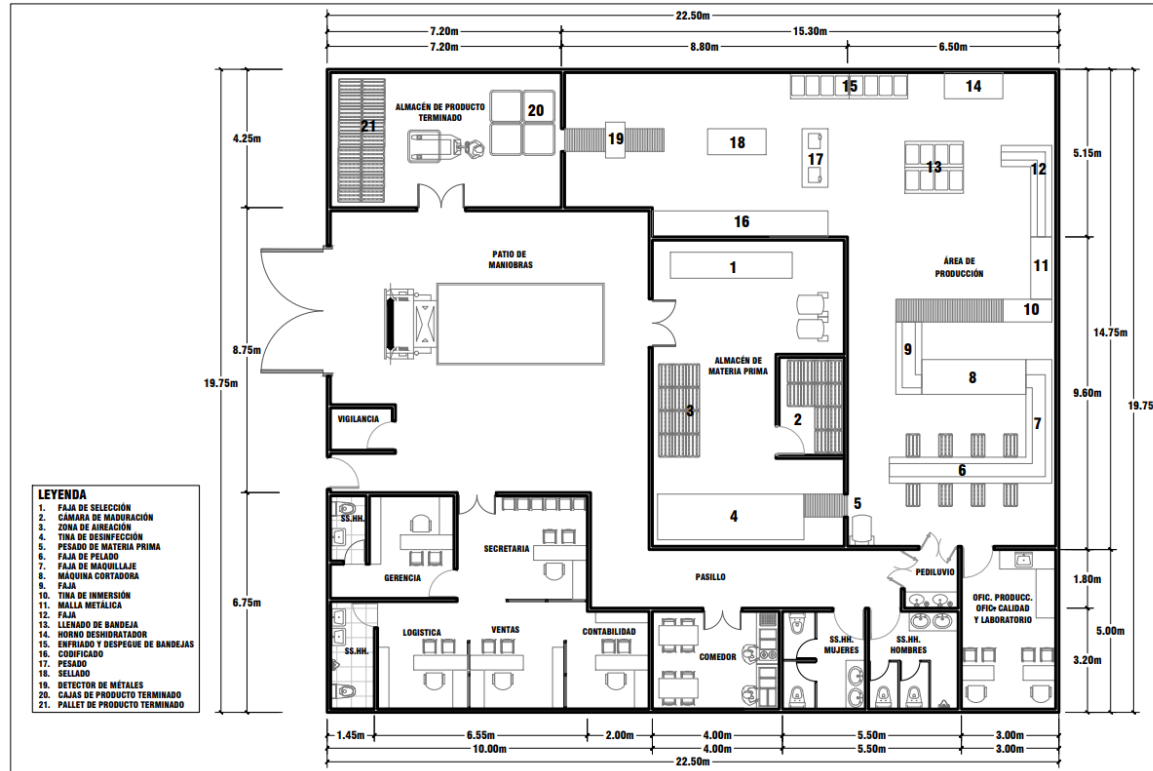 22.50m
7.20m
15.30m
7.20m
8.80m
6.50m
4.25m
8.75m
19.75m
6.75m
5.15m
14.75m
9.60m
19.75
1.80m
5.00m
3.20m
ALMACÉN DE PRODUCTO
TERMINADO
21
20
19
18
17
15
14
13
12
16
PATIO DE
MANIOBRAS
1
ÁREA DE
PRODUCCIÓN
11
10
9
8
7
6
ALMACÉN DE
MATERIA PRIMA
3
2
4
5
VIGILANCIA
SS.HH.
GERENCIA
SECRETARIA
PASILLO
PEDILUVIO
OFIC. PRODUCC.
OFIC. CALIDAD
Y LABORATORIO
SS.HH.
LOGISTICA
VENTAS
CONTABILIDAD
COMEDOR
SS.HH.
MUJERES
SS.HH.
HOMBRES
LEYENDA
1. FAJA DE SELECCIÓN
2. CÁMARA DE MADURACIÓN
3. ZONA DE AIREACIÓN
4. TINA DE DESINFECCIÓN
5. PESADO DE MATERIA PRIMA
6. FAJA DE PELADO
7. FAJA DE MAQUILLAJE
8. MÁQUINA CORTADORA
9. FAJA
10. TINA DE INMERSIÓN
11. MALLA METÁLICA
12. FAJA
13. LLENADO DE BANDEJA
14. HORNO DESHIDRATADOR
15. ENFRIADO Y DESPEGUE DE BANDEJAS
16. CODIFICADO
17. PESADO
18. SELLADO
19. DETECTOR DE MÉTALES
20. CAJAS DE PRODUCTO TERMINADO
21. PALLET DE PRODUCTO TERMINADO
1.45m
6.55m
2.00m
4.00m
5.50m
3.00m
10.00m
4.00m
5.50m
3.00m
22.50m